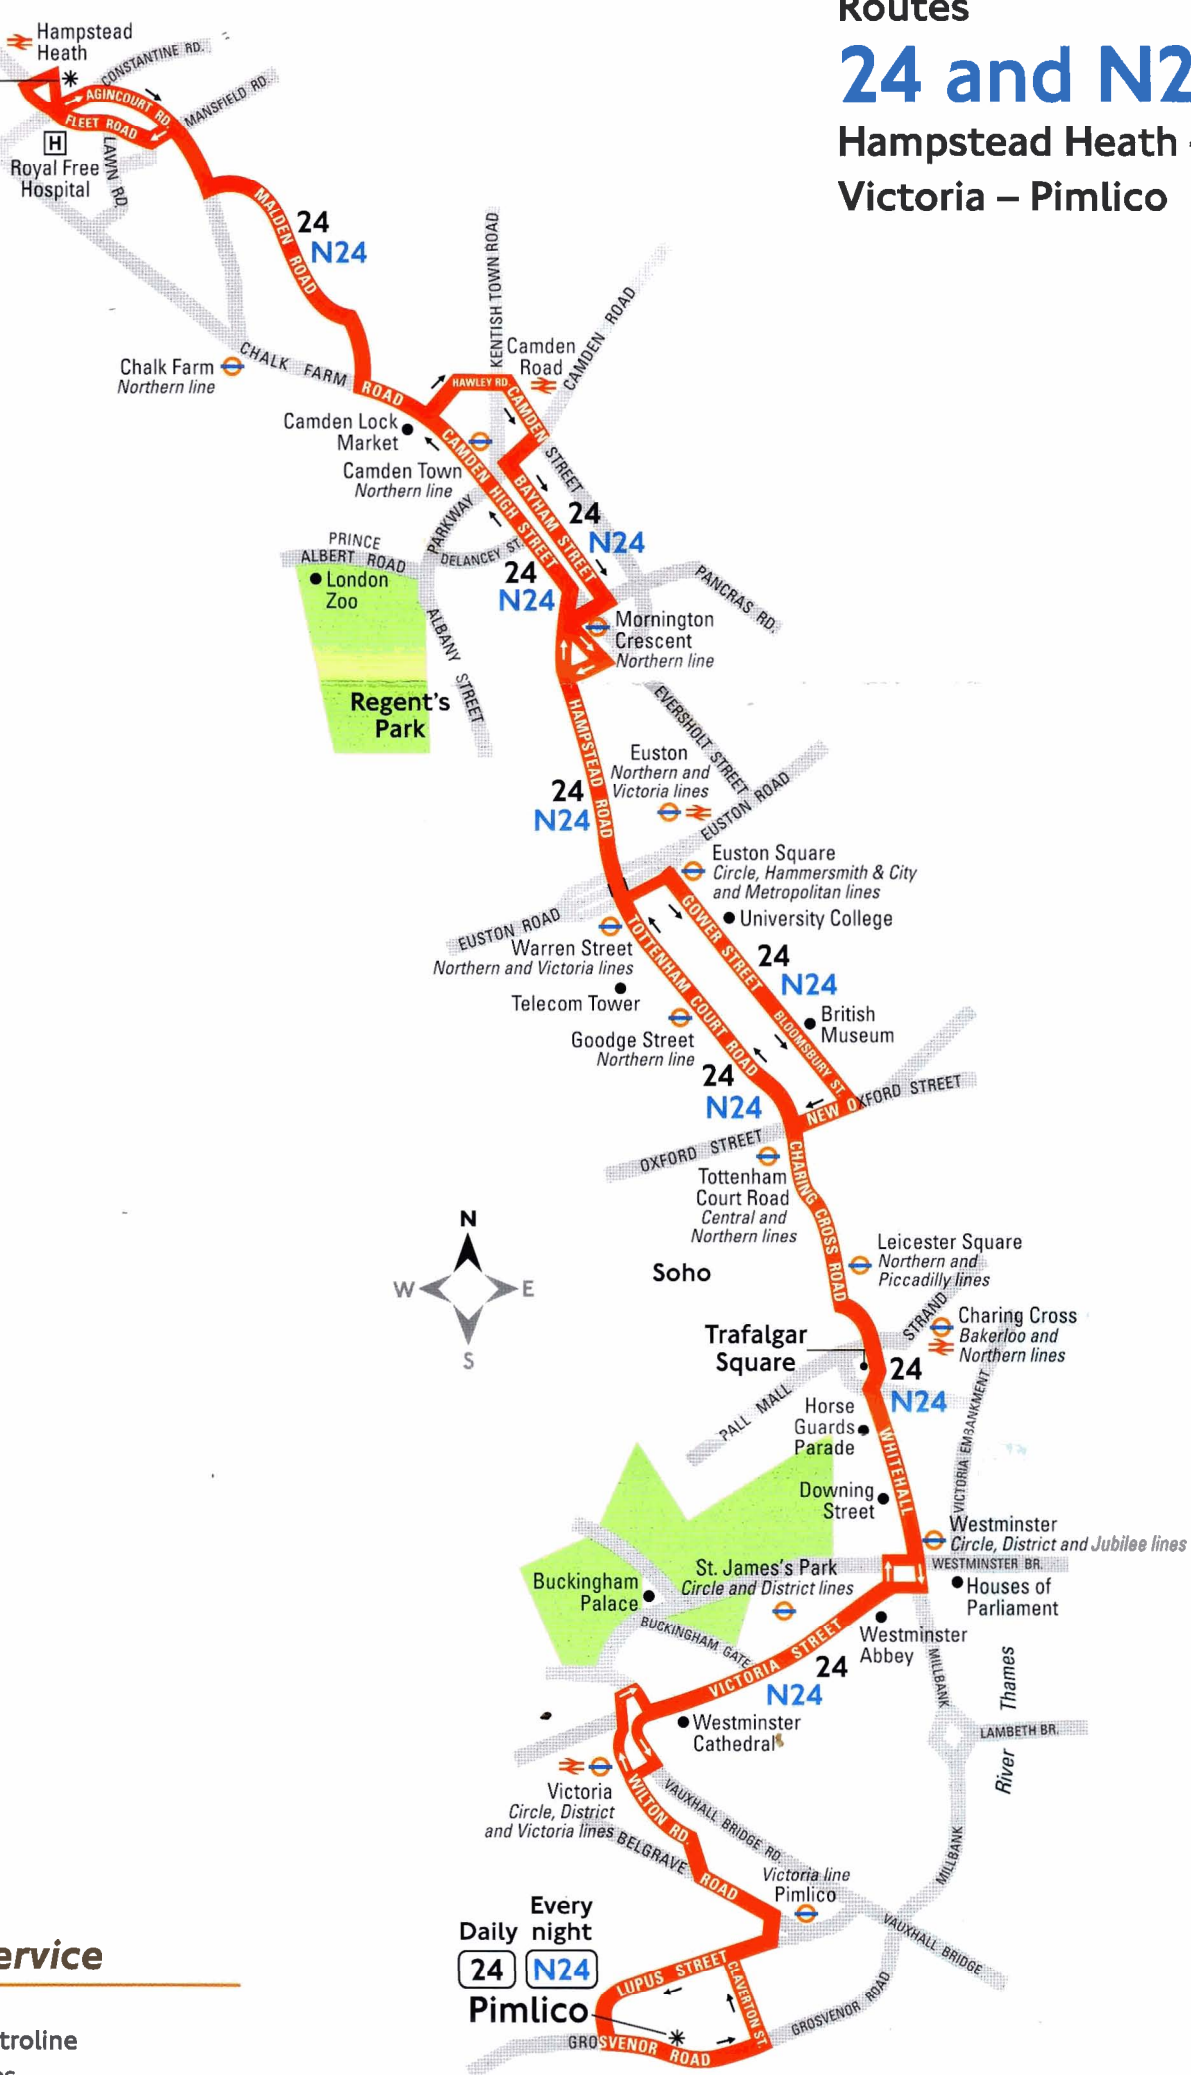 Routes
24 and N2
Hampstead Heath
Victoria – Pimlico
Hampstead
Heath
CONSTANTINE RD.
AGINCOURT RD.
MANSFIELD RD.
FLEET ROAD
H
Royal Free
Hospital
LAWN RD.
MALDEN ROAD
24
N24
KENTISH TOWN ROAD
Camden
Road
CAMDEN ROAD
Chalk Farm
Northern line
CHALK FARM ROAD
HAWLEY RD.
CAMDEN STREET
Camden Lock
Market
CAMDEN HIGH STREET
Camden Town
Northern line
BAYHAM STREET
24
N24
PARKWAY
DELANCEY ST.
PRINCE
ALBERT ROAD
London
Zoo
24
N24
PANCRAS RD.
Mornington
Crescent
Northern line
ALBANY STREET
Regent's
Park
HAMPSTEAD ROAD
EVERSHOLT STREET
Euston
Northern and
Victoria lines
24
N24
EUSTON ROAD
Euston Square
Circle, Hammersmith & City
and Metropolitan lines
GOWER STREET
University College
EUSTON ROAD
Warren Street
Northern and Victoria lines
TOTTENHAM COURT ROAD
24
N24
Telecom Tower
BLOOMSBURY ST.
British
Museum
Goodge Street
Northern line
24
N24
NEW OXFORD STREET
OXFORD STREET
Tottenham
Court Road
Central and
Northern lines
CHARING CROSS ROAD
N
W
E
S
Soho
Leicester Square
Northern and
Piccadilly lines
STRAND
Charing Cross
Bakerloo and
Northern lines
Trafalgar
Square
24
N24
PALL MALL
Horse
Guards
Parade
WHITEHALL
VICTORIA EMBANKMENT
Downing
Street
Westminster
Circle, District and Jubilee lines
WESTMINSTER BR.
St. James's Park
Circle and District lines
Buckingham
Palace
Houses of
Parliament
BUCKINGHAM GATE
VICTORIA STREET
Westminster
Abbey
24
N24
MILLBANK
River Thames
LAMBETH BR.
Westminster
Cathedral
Victoria
Circle, District
and Victoria lines
WILTON RD.
VAUXHALL BRIDGE RD.
BELGRAVE ROAD
MILLBANK
Victoria line
Pimlico
VAUXHALL BRIDGE
Every
Daily night
24 N24
Pimlico
LUPUS STREET
CLAVERTON ST.
GROSVENOR ROAD
GROSVENOR ROAD
ervice
troline